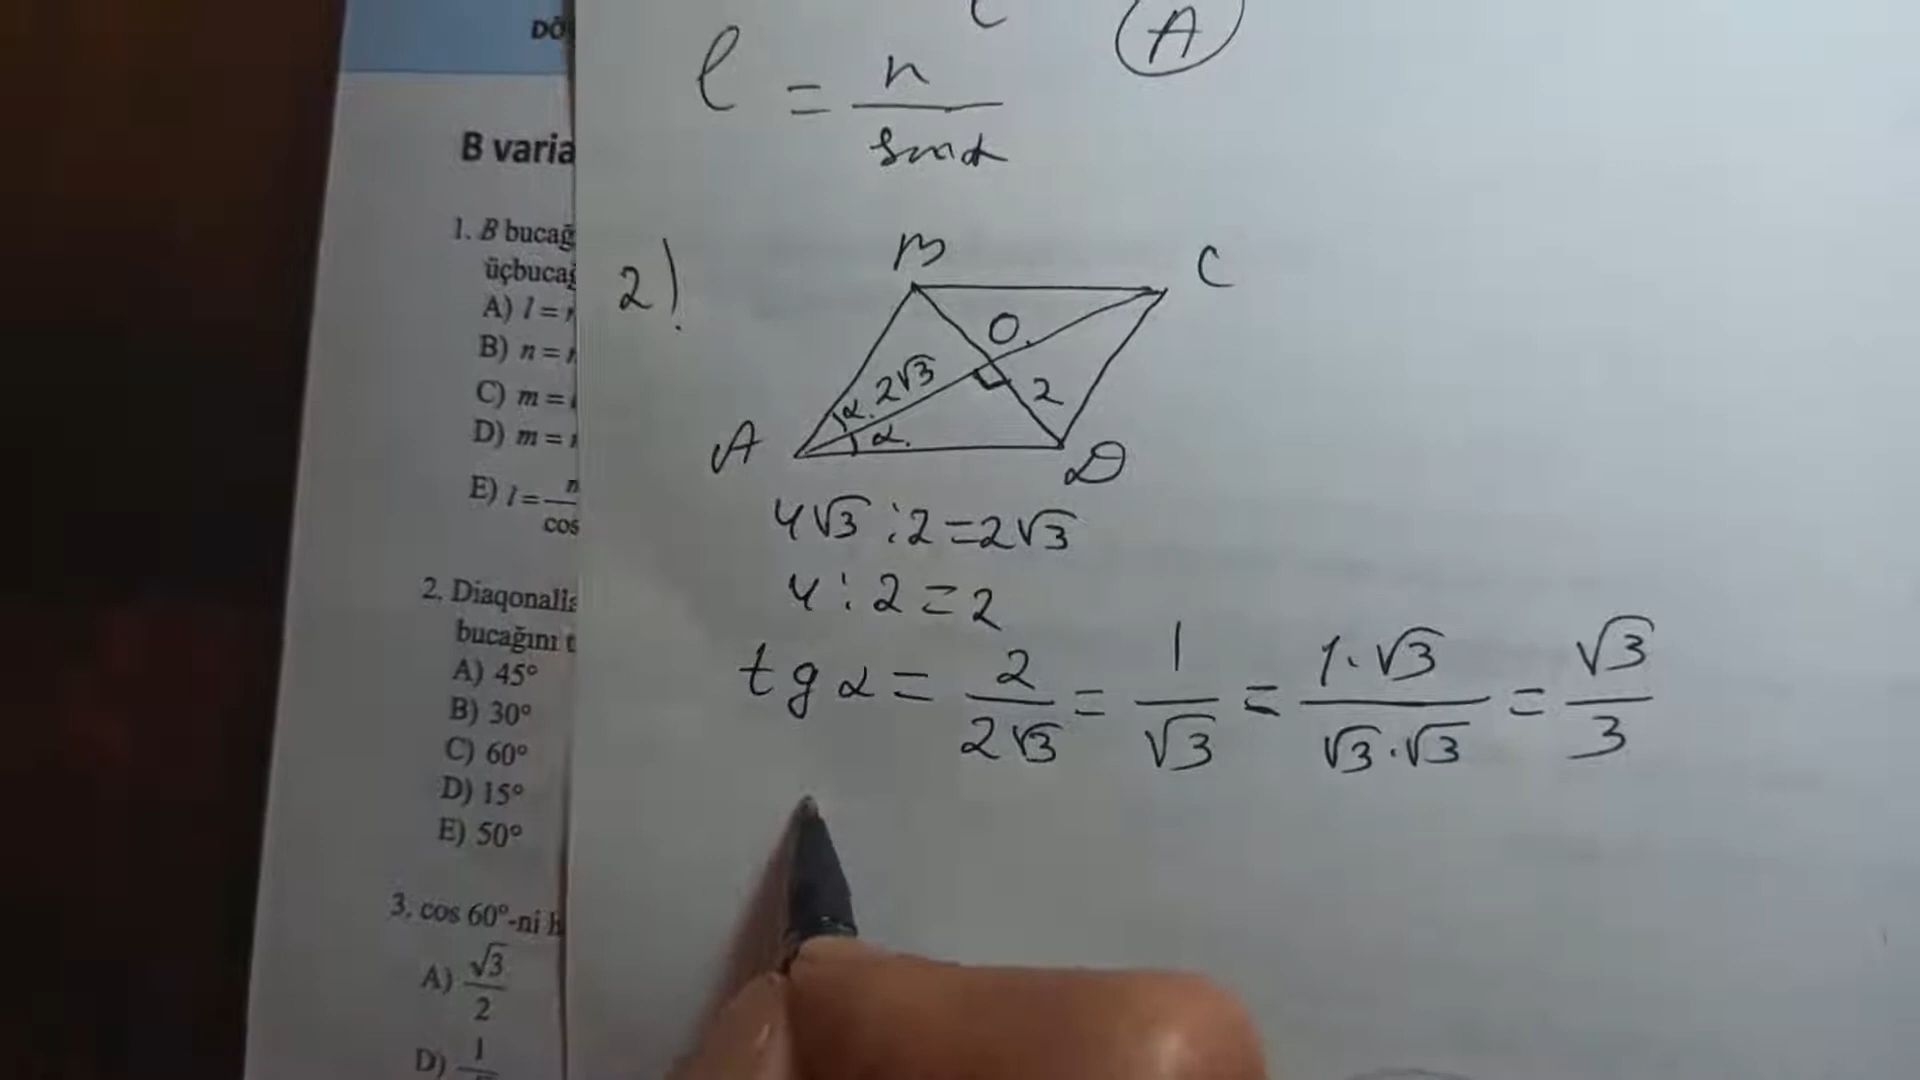 DÖ
B varia
1. B bucağ
üçbucağ
A) l =
B) n =
C) m =
D) m =
E) l = n/cos
2. Diaqonalla
bucağını t
A) 45°
B) 30°
C) 60°
D) 15°
E) 50°
3. cos 60°-ni h
A) √3/2
D) 1
A
l = n/sinα
2)
B
C
O
2√3
2
α
α
A
D
4√3 : 2 = 2√3
4 : 2 = 2
tg α = 2/2√3 = 1/√3 = 1·√3/√3·√3 = √3/3